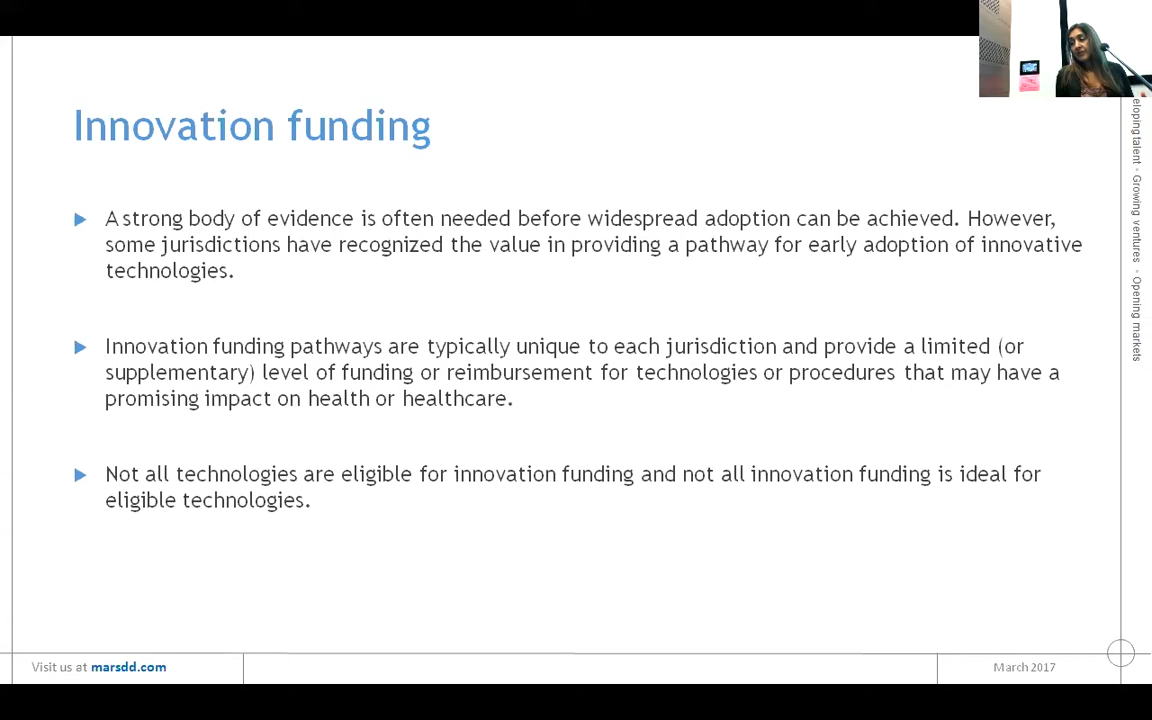 Innovation funding
A strong body of evidence is often needed before widespread adoption can be achieved. However,
some jurisdictions have recognized the value in providing a pathway for early adoption of innovative
technologies.
Innovation funding pathways are typically unique to each jurisdiction and provide a limited (or
supplementary) level of funding or reimbursement for technologies or procedures that may have a
promising impact on health or healthcare.
Not all technologies are eligible for innovation funding and not all innovation funding is ideal for
eligible technologies.
talent • Growing ventures • Opening markets
Visit us at marsdd.com
March 2017